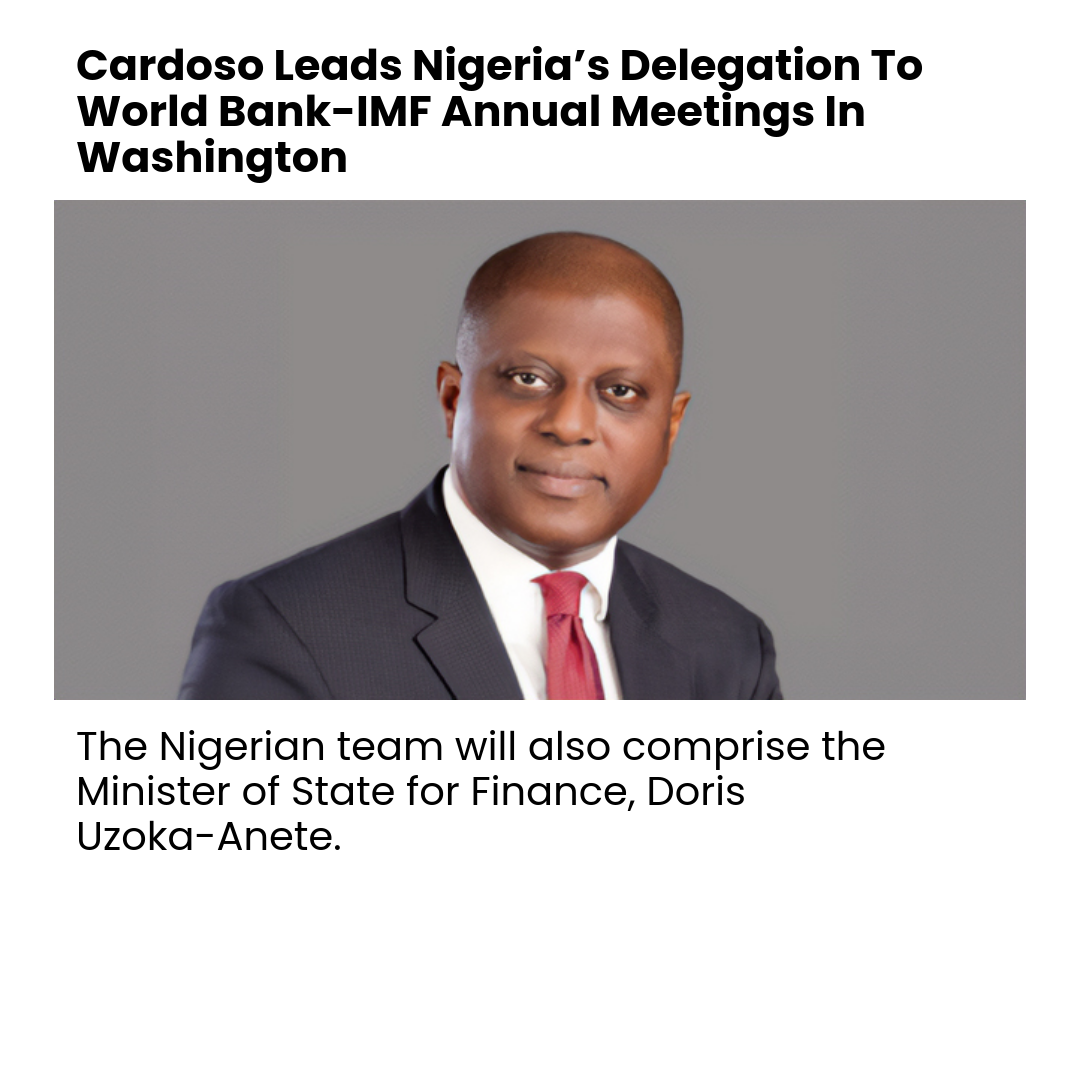 Cardoso Leads Nigeria’s Delegation To
World Bank-IMF Annual Meetings In
Washington
The Nigerian team will also comprise the
Minister of State for Finance, Doris
Uzoka-Anete.